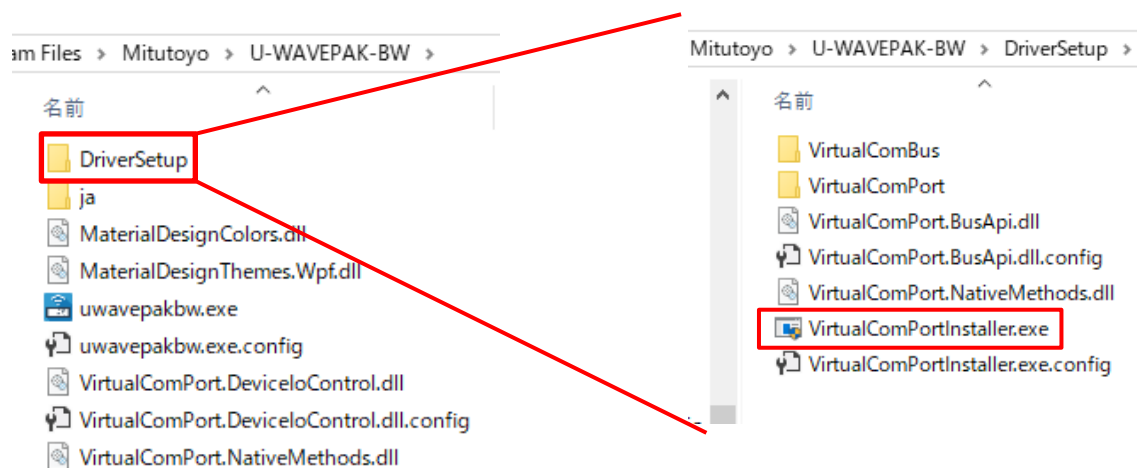 am Files > Mitutoyo > U-WAVEPAK-BW >
名前
DriverSetup
ja
MaterialDesignColors.dll
MaterialDesignThemes.Wpf.dll
uwavepakbw.exe
uwavepakbw.exe.config
VirtualComPort.DeviceIoControl.dll
VirtualComPort.DeviceIoControl.dll.config
VirtualComPort.NativeMethods.dll
Mitutoyo > U-WAVEPAK-BW > DriverSetup >
名前
VirtualComBus
VirtualComPort
VirtualComPort.BusApi.dll
VirtualComPort.BusApi.dll.config
VirtualComPort.NativeMethods.dll
VirtualComPortInstaller.exe
VirtualComPortInstaller.exe.config